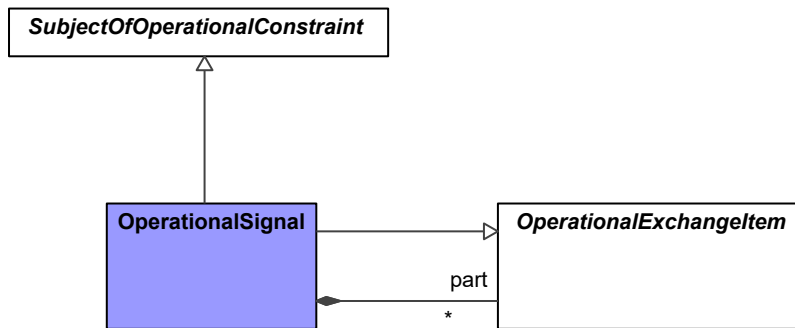 SubjectOfOperationalConstraint
OperationalSignal
OperationalExchangeItem
part
*